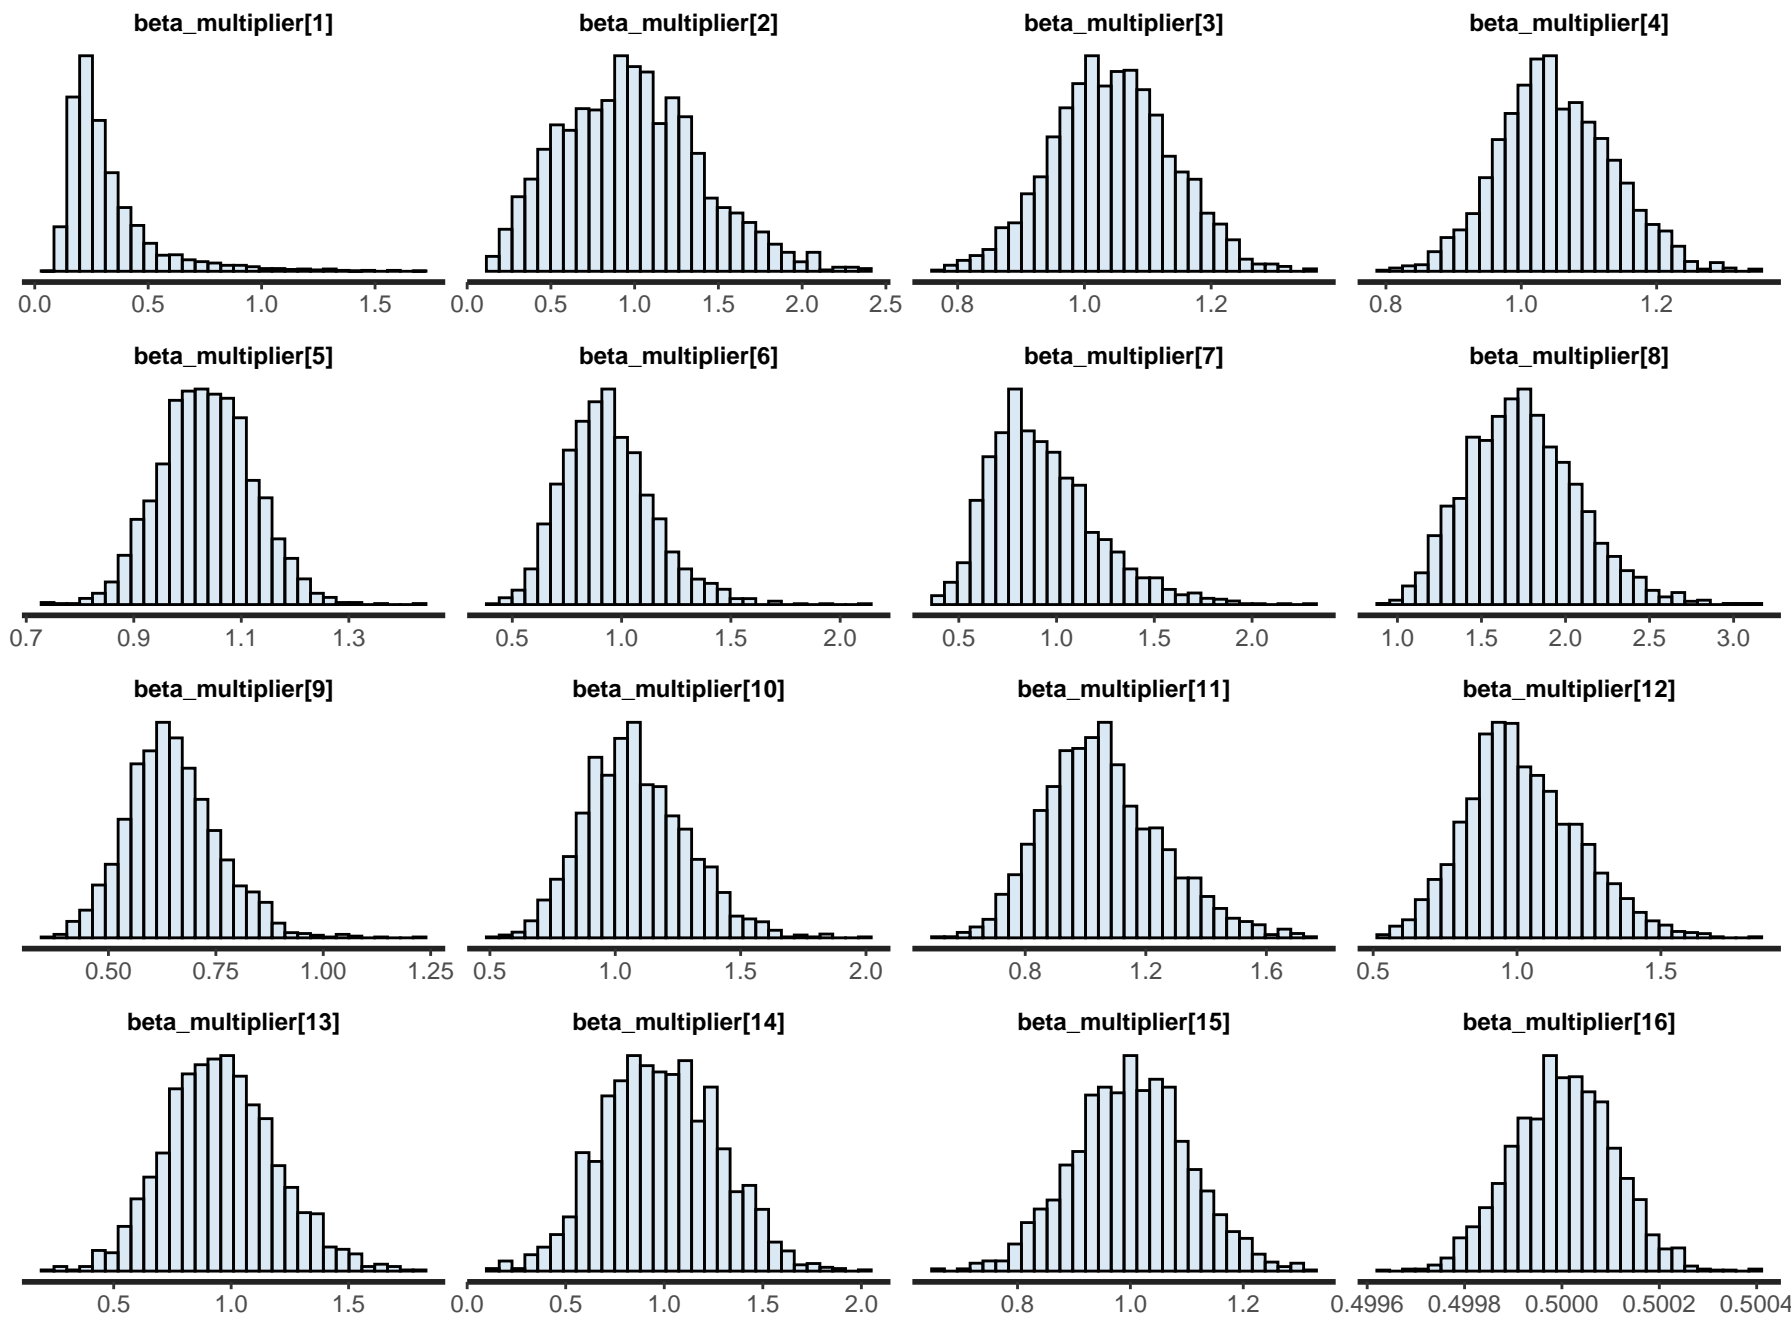 beta_multiplier[1] beta_multiplier[2] beta_multiplier[3] beta_multiplier[4]
0.0 0.5 1.0 1.5 0.0 0.5 1.0 1.5 2.0 2.5 0.8 1.0 1.2 0.8 1.0 1.2
beta_multiplier[5] beta_multiplier[6] beta_multiplier[7] beta_multiplier[8]
0.7 0.9 1.1 1.3 0.5 1.0 1.5 2.0 0.5 1.0 1.5 2.0 1.0 1.5 2.0 2.5 3.0
beta_multiplier[9] beta_multiplier[10] beta_multiplier[11] beta_multiplier[12]
0.50 0.75 1.00 1.25 0.5 1.0 1.5 2.0 0.8 1.2 1.6 0.5 1.0 1.5
beta_multiplier[13] beta_multiplier[14] beta_multiplier[15] beta_multiplier[16]
0.5 1.0 1.5 0.0 0.5 1.0 1.5 2.0 0.8 1.0 1.2 0.4996 0.4998 0.5000 0.5002 0.5004